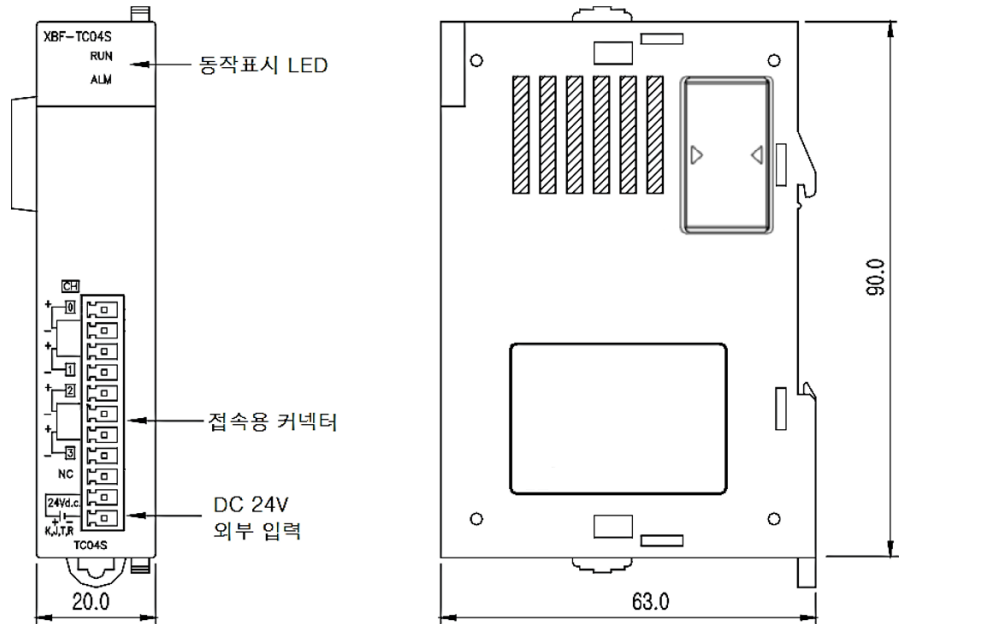 XBF-TC04S
RUN
ALM
동작표시 LED
CH
+
0
-
+
-
1
+
2
-
+
-
3
접속용 커넥터
NC
24Vd.c.
+ -
K,J,T,R
DC 24V
외부 입력
TC04S
20.0
63.0
90.0